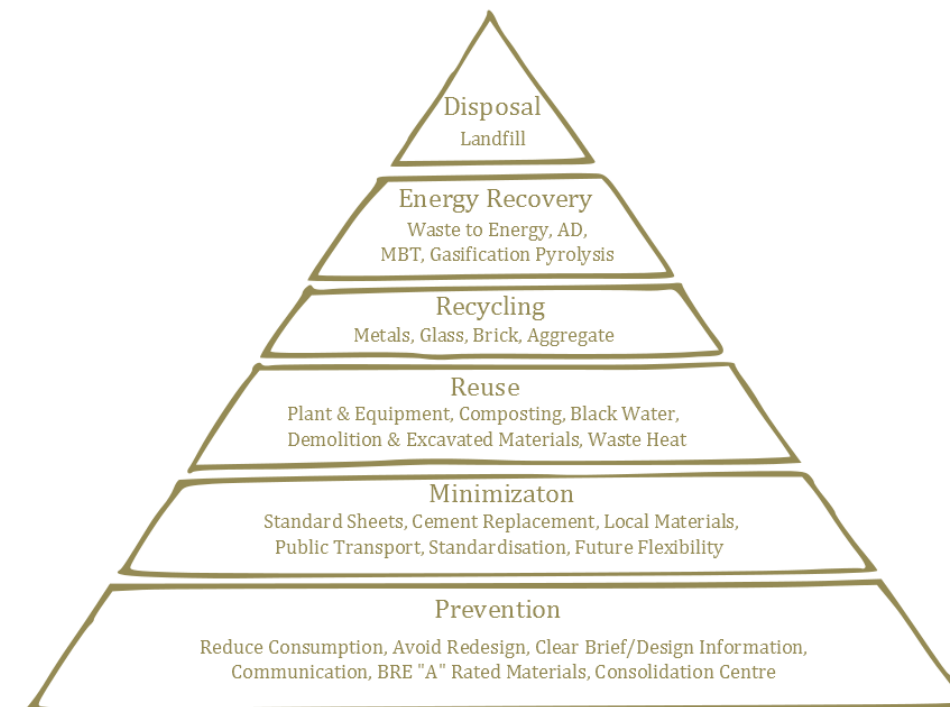 Disposal
Landfill
Energy Recovery
Waste to Energy, AD,
MBT, Gasification Pyrolysis
Recycling
Metals, Glass, Brick, Aggregate
Reuse
Plant & Equipment, Composting, Black Water,
Demolition & Excavated Materials, Waste Heat
Minimizaton
Standard Sheets, Cement Replacement, Local Materials,
Public Transport, Standardisation, Future Flexibility
Prevention
Reduce Consumption, Avoid Redesign, Clear Brief/Design Information,
Communication, BRE "A" Rated Materials, Consolidation Centre